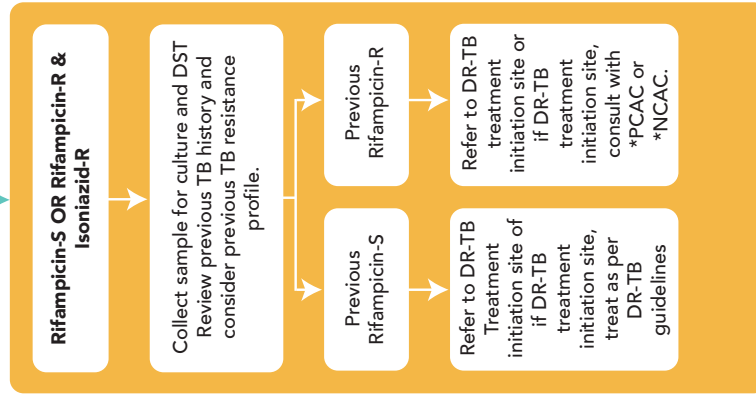 Rifampicin-S OR Rifampicin-R &
Isoniazid-R
Collect sample for culture and DST
Review previous TB history and
consider previous TB resistance
profile.
Previous
Rifampicin-S
Refer to DR-TB
Treatment
initiation site of
if DR-TB
treatment
initiation site,
treat as per
DR-TB
guidelines
Previous
Rifampicin-R
Refer to DR-TB
treatment
initiation site or
if DR-TB
treatment
initiation site,
consult with
*PCAC or
*NCAC.